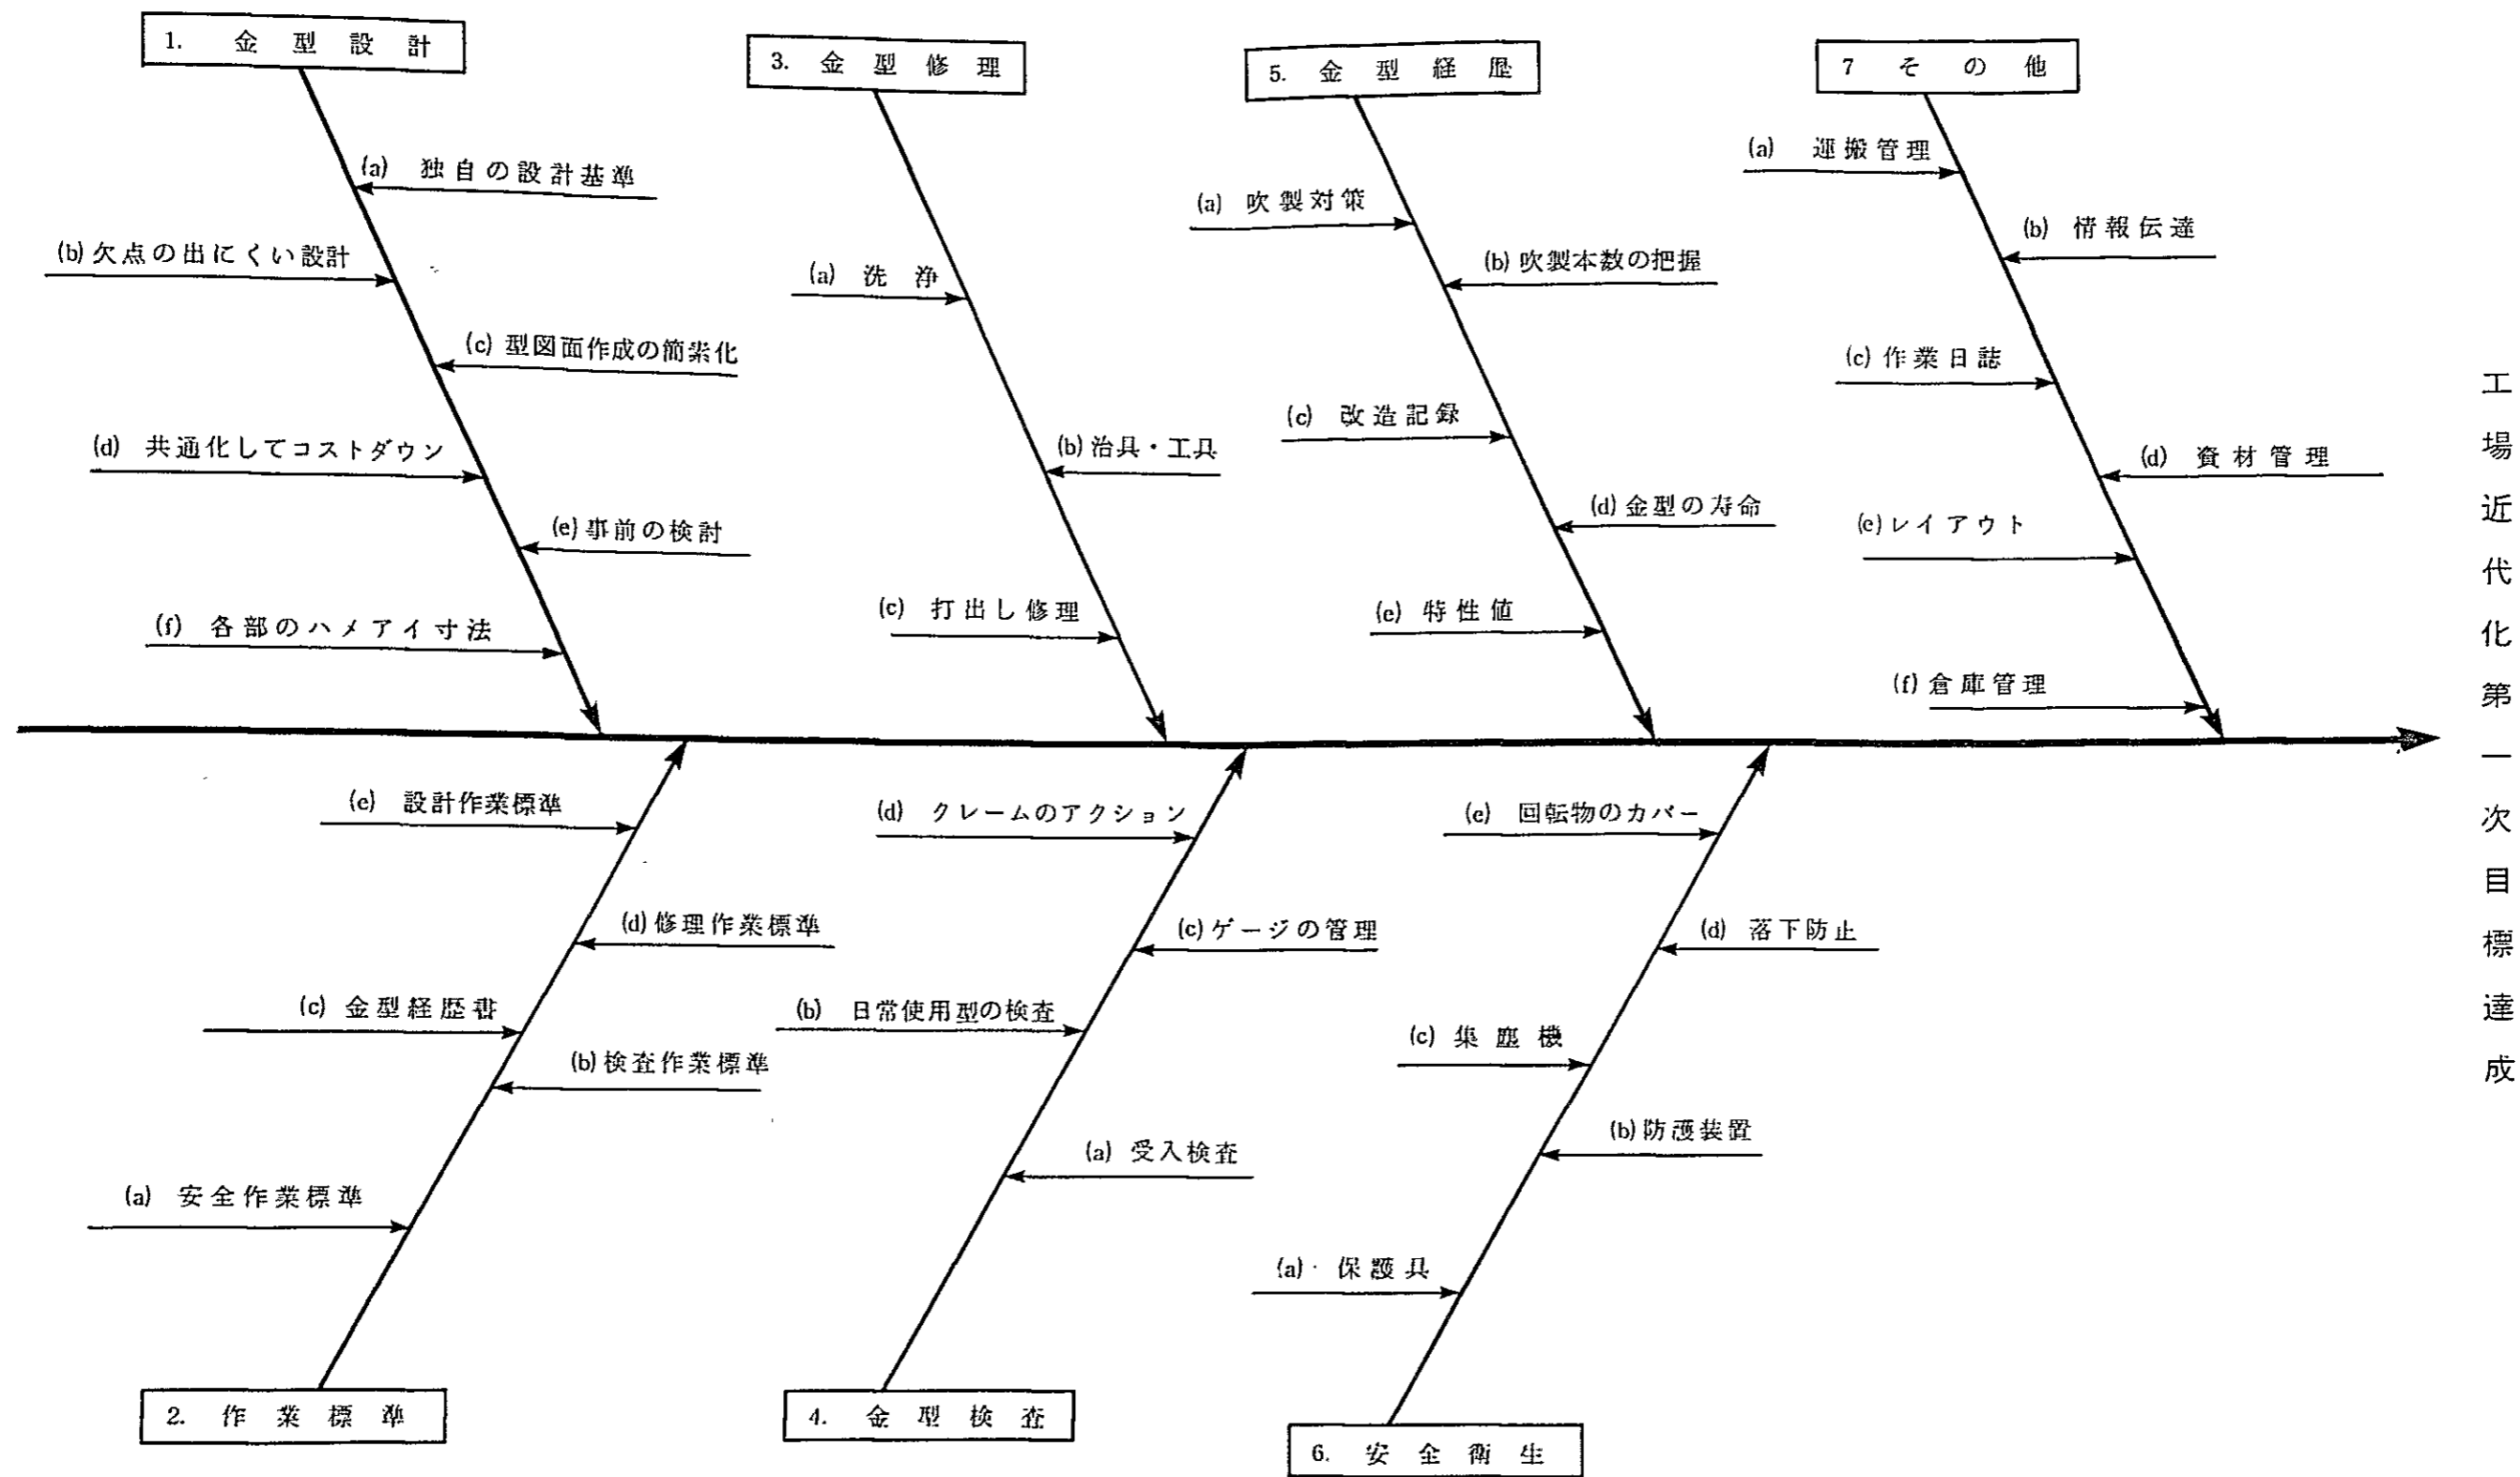 1. 金型設計
(a) 独自の設計基準
(b) 欠点の出にくい設計
(c) 型図面作成の簡素化
(d) 共通化してコストダウン
(e) 事前の検討
(f) 各部のハメアイ寸法
3. 金型修理
(a) 洗浄
(b) 治具・工具
(c) 打出し修理
5. 金型経歴
(a) 吹製対策
(b) 吹製本数の把握
(c) 改造記録
(d) 金型の寿命
(e) 特性値
7 その他
(a) 運搬管理
(b) 情報伝達
(c) 作業日誌
(d) 資材管理
(e) レイアウト
(f) 倉庫管理
工場近代化第一次目標達成
(e) 設計作業標準
(d) 修理作業標準
(c) 金型経歴書
(b) 検査作業標準
(a) 安全作業標準
2. 作業標準
(d) クレームのアクション
(c) ゲージの管理
(b) 日常使用型の検査
(a) 受入検査
4. 金型検査
(e) 回転物のカバー
(d) 落下防止
(c) 集塵機
(b) 防護装置
(a) 保護具
6. 安全衛生